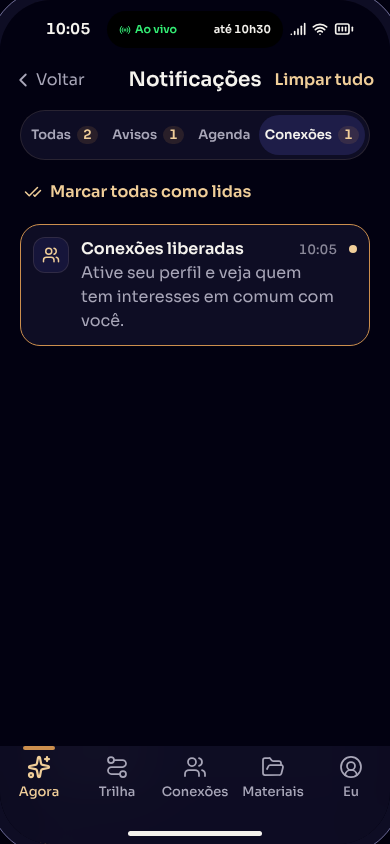 10:05
Ao vivo
até 10h30
Voltar
Notificações
Limpar tudo
Todas 2
Avisos 1
Agenda
Conexões 1
Marcar todas como lidas
Conexões liberadas
10:05
Ative seu perfil e veja quem
tem interesses em comum com
você.
Agora
Trilha
Conexões
Materiais
Eu